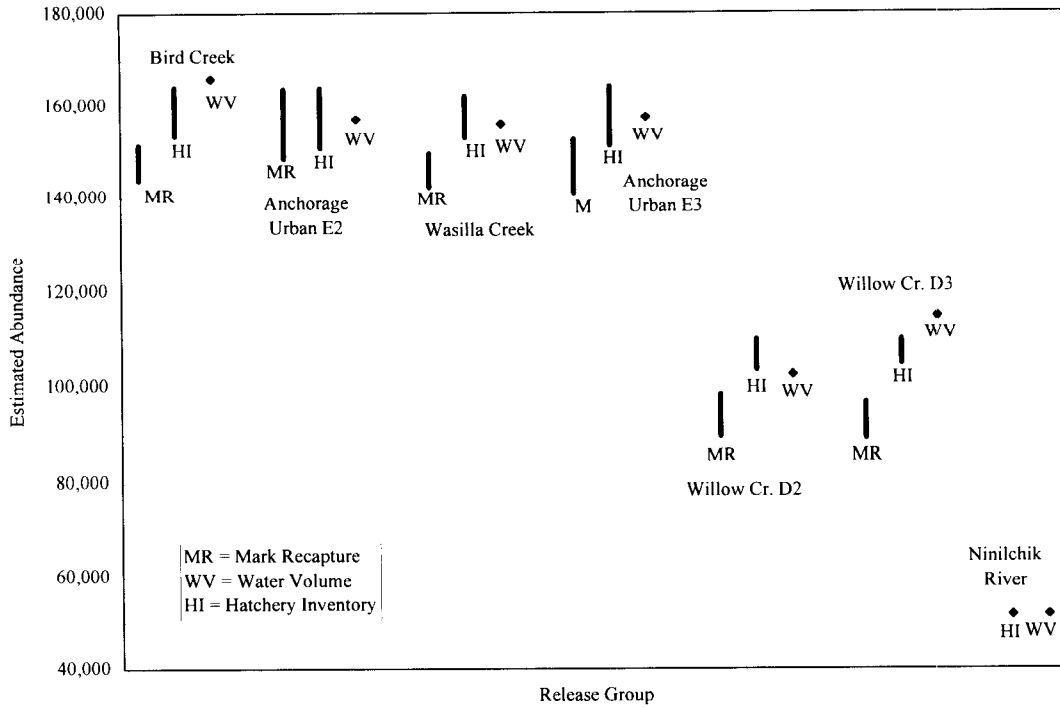 180,000
160,000
140,000
120,000
100,000
80,000
60,000
40,000
Estimated Abundance
Release Group
Bird Creek
MR
HI
WV
MR
HI
WV
Anchorage
Urban E2
MR
HI
WV
Wasilla Creek
M
HI
WV
Anchorage
Urban E3
MR
HI
WV
Willow Cr. D2
Willow Cr. D3
MR
HI
WV
Ninilchik
River
HI WV
MR = Mark Recapture
WV = Water Volume
HI = Hatchery Inventory